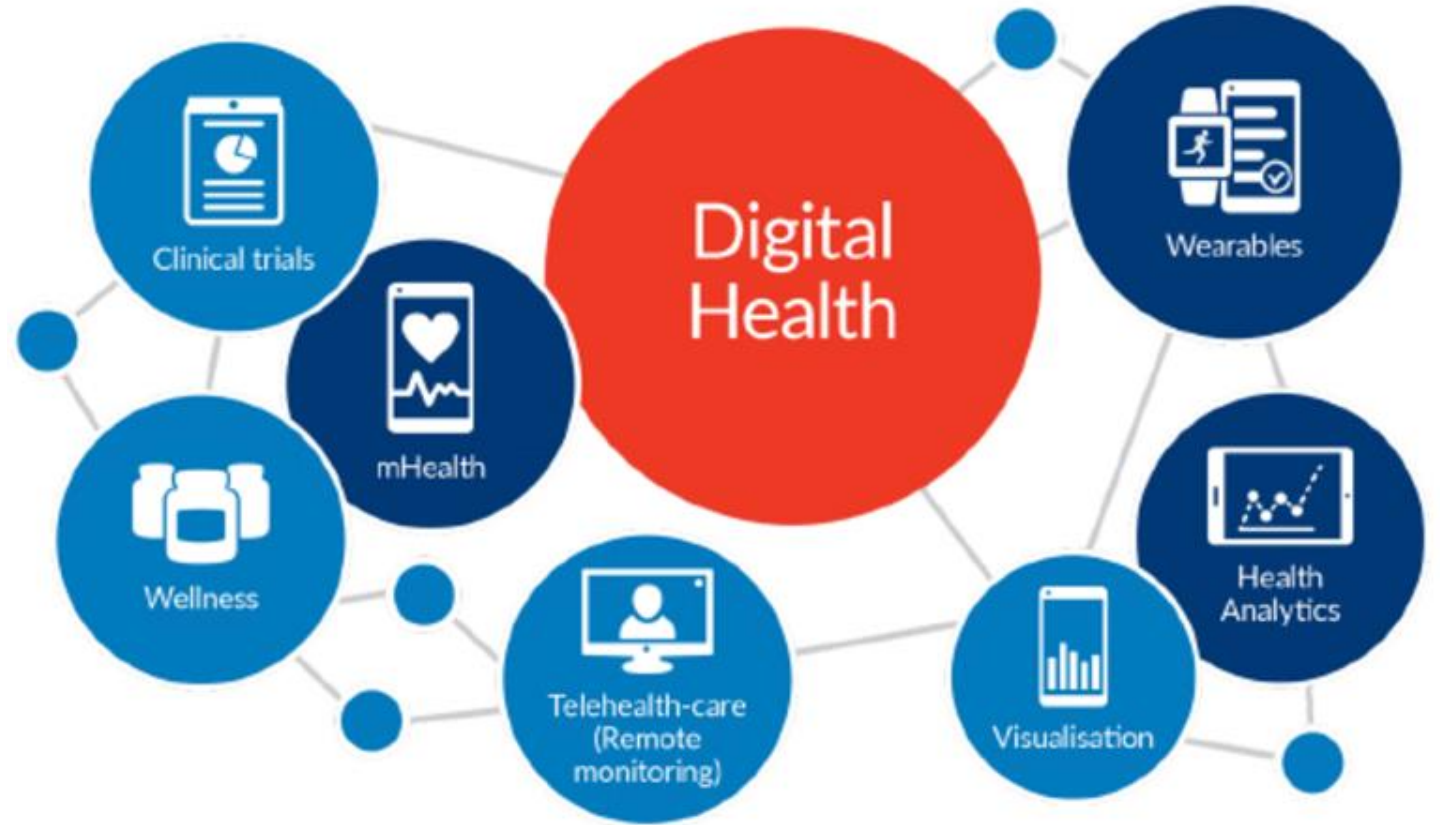 Digital
Health
Clinical trials
Wearables
mHealth
Wellness
Health
Analytics
Telehealth-care
(Remote
monitoring)
Visualisation